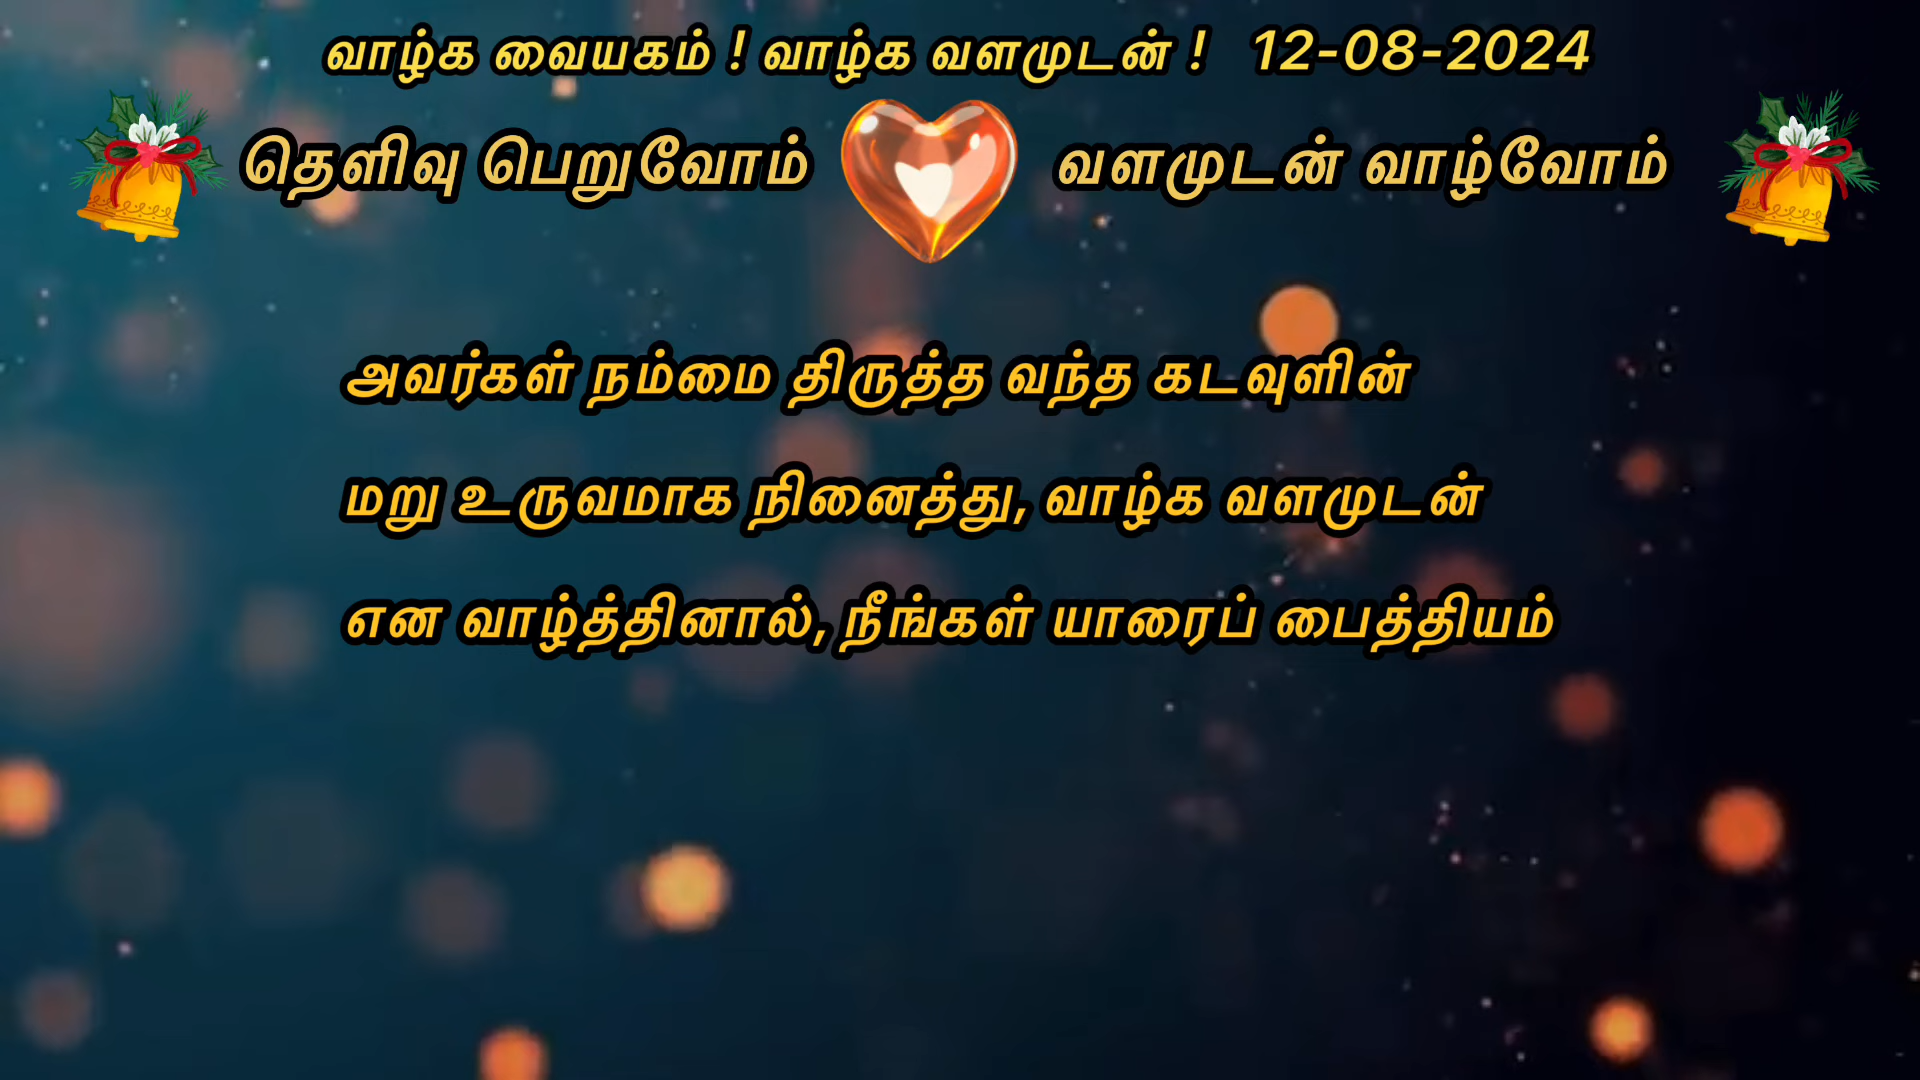 வாழ்க வையகம் ! வாழ்க வளமுடன் ! 12-08-2024
தெளிவு பெறுவோம் வளமுடன் வாழ்வோம்
அவர்கள் நம்மை திருத்த வந்த கடவுளின்
மறு உருவமாக நினைத்து, வாழ்க வளமுடன்
என வாழ்த்தினால், நீங்கள் யாரைப் பைத்தியம்